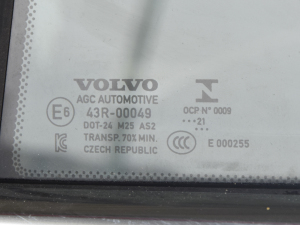 VOLVO
AGC AUTOMOTIVE
E6 43R-00049
DOT-24 M25 AS2
TRANSP. 70% MIN.
CZECH REPUBLIC
N
OCP N° 0009
···21
CCC E 000255